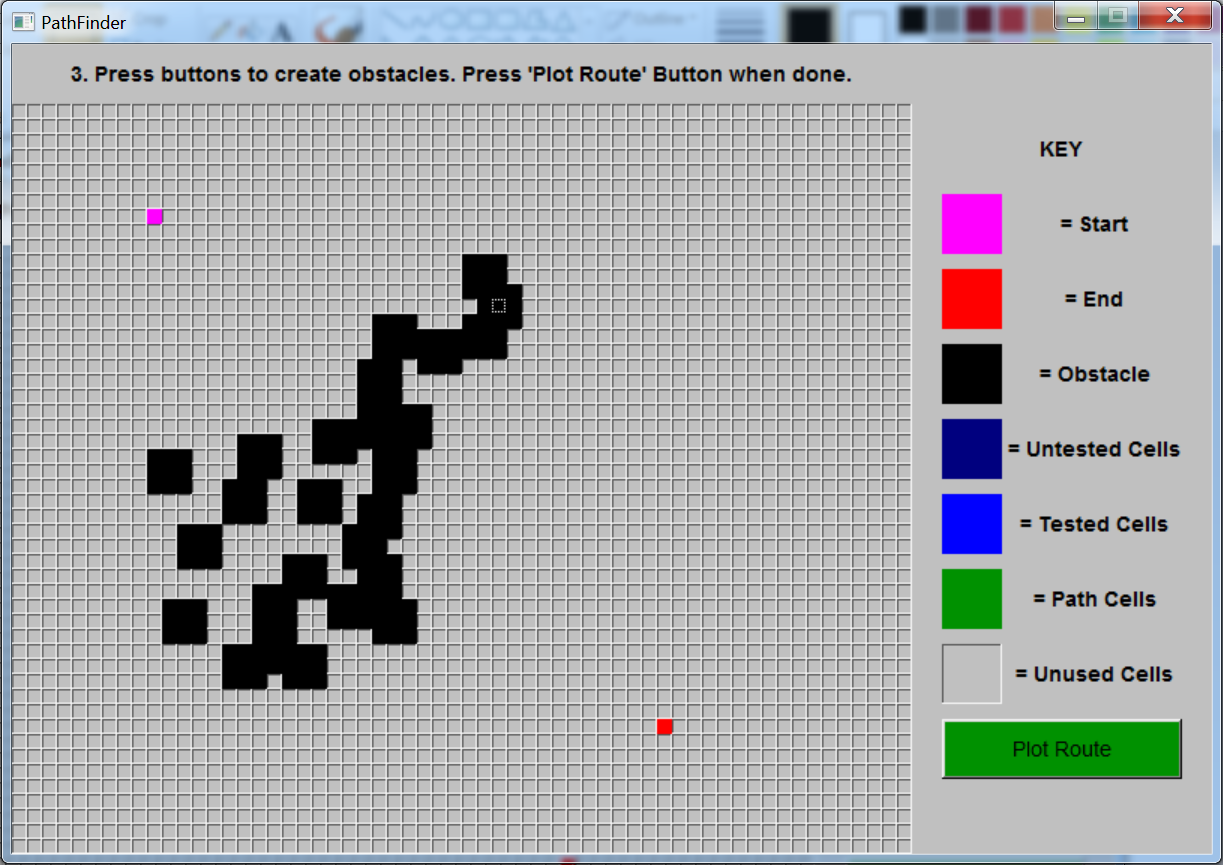 PathFinder
3. Press buttons to create obstacles. Press 'Plot Route' Button when done.
KEY
= Start
= End
= Obstacle
= Untested Cells
= Tested Cells
= Path Cells
= Unused Cells
Plot Route